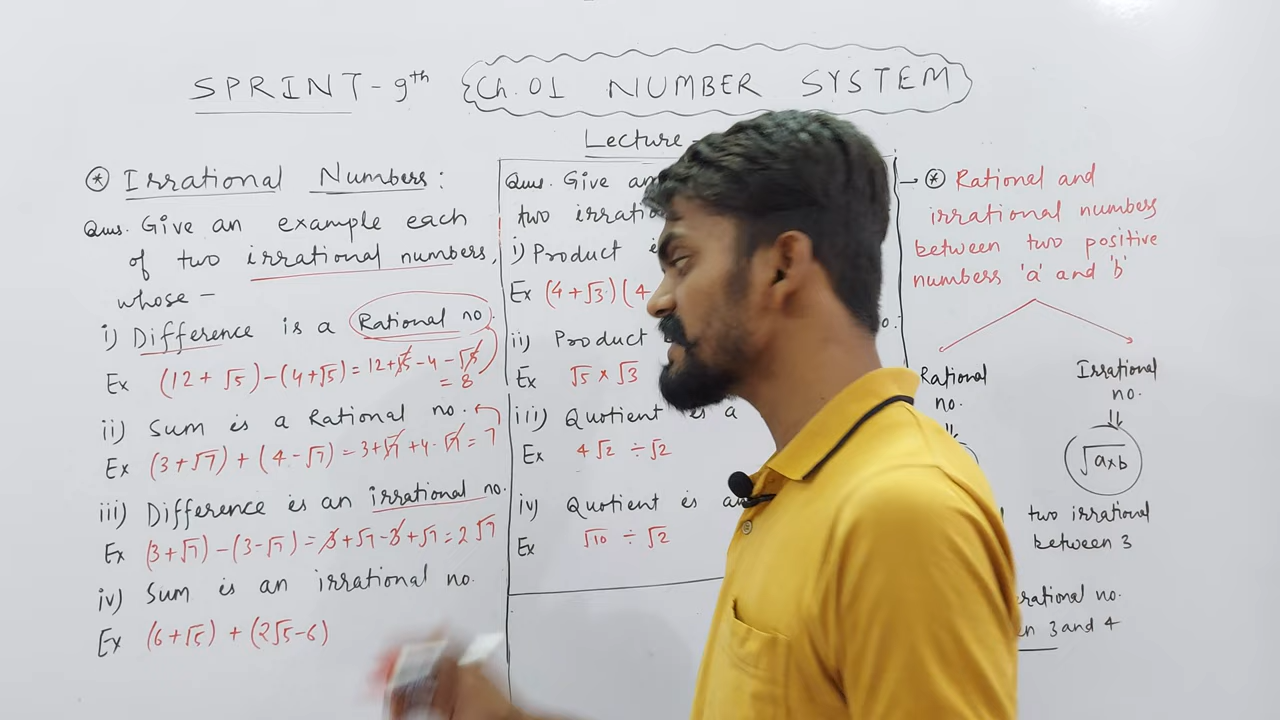 SPRINT - 9th Ch. 01 NUMBER SYSTEM
Lecture -
* Irrational Numbers:
Ques. Give an example each
of two irrational numbers,
whose -
i) Difference is a Rational no.
Ex (12 + √5) - (4 + √5) = 12 + √5 - 4 - √5
= 8
ii) Sum is a Rational no.
Ex (3 + √7) + (4 - √7) = 3 + √7 + 4 - √7 = 7
iii) Difference is an irrational no.
Ex (3 + √7) - (3 - √7) = 3 + √7 - 3 + √7 = 2√7
iv) Sum is an irrational no.
Ex (6 + √5) + (2√5 - 6)
Ques. Give an
two
i) Product
Ex (4 + √3) (4
ii) Product
Ex √5 × √3
iii) Quotient is a
Ex 4√2 ÷ √2
iv) Quotient is an
Ex √10 ÷ √2
no.
→ * Rational and
irrational numbers
between two positive
numbers 'a' and 'b'
Rational
no.
Irrational
no.
√a×b
two irrational
between 3
no.
3 and 4